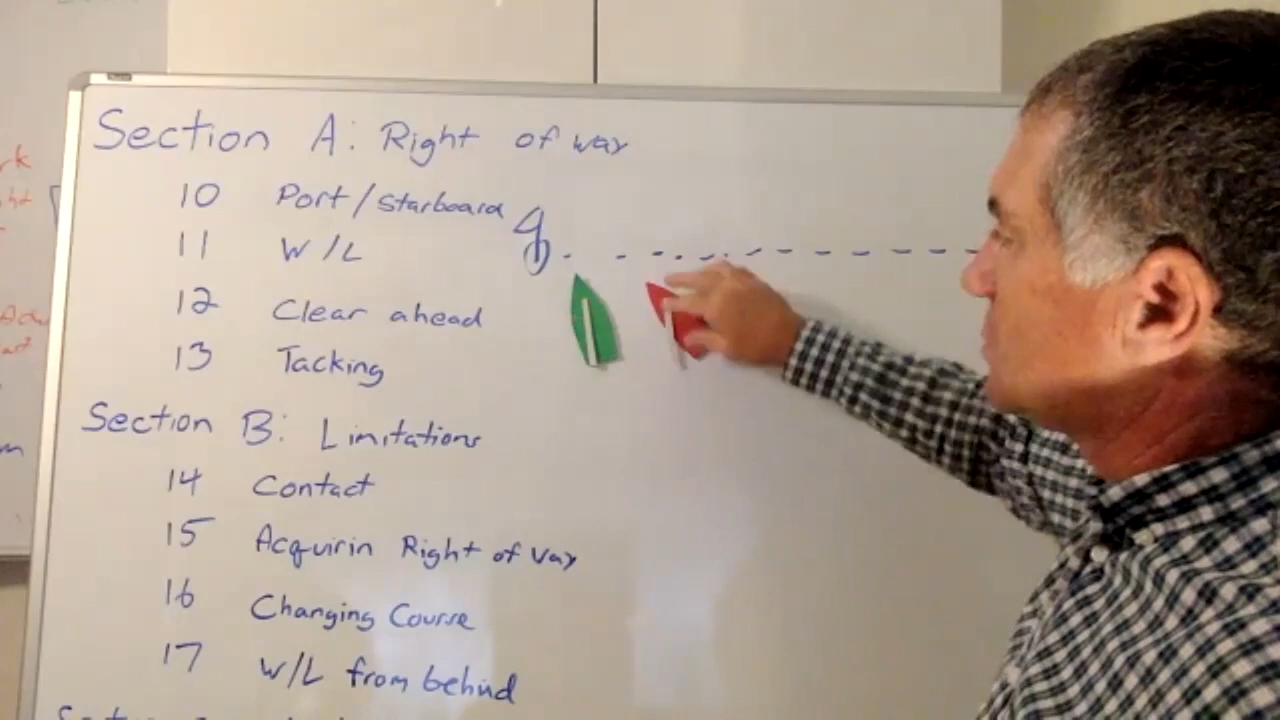 Section A: Right of way
10 Port/starboard
11 W/L
12 Clear ahead
13 Tacking
Section B: Limitations
14 Contact
15 Acquirin Right of way
16 Changing Course
17 W/L from behind